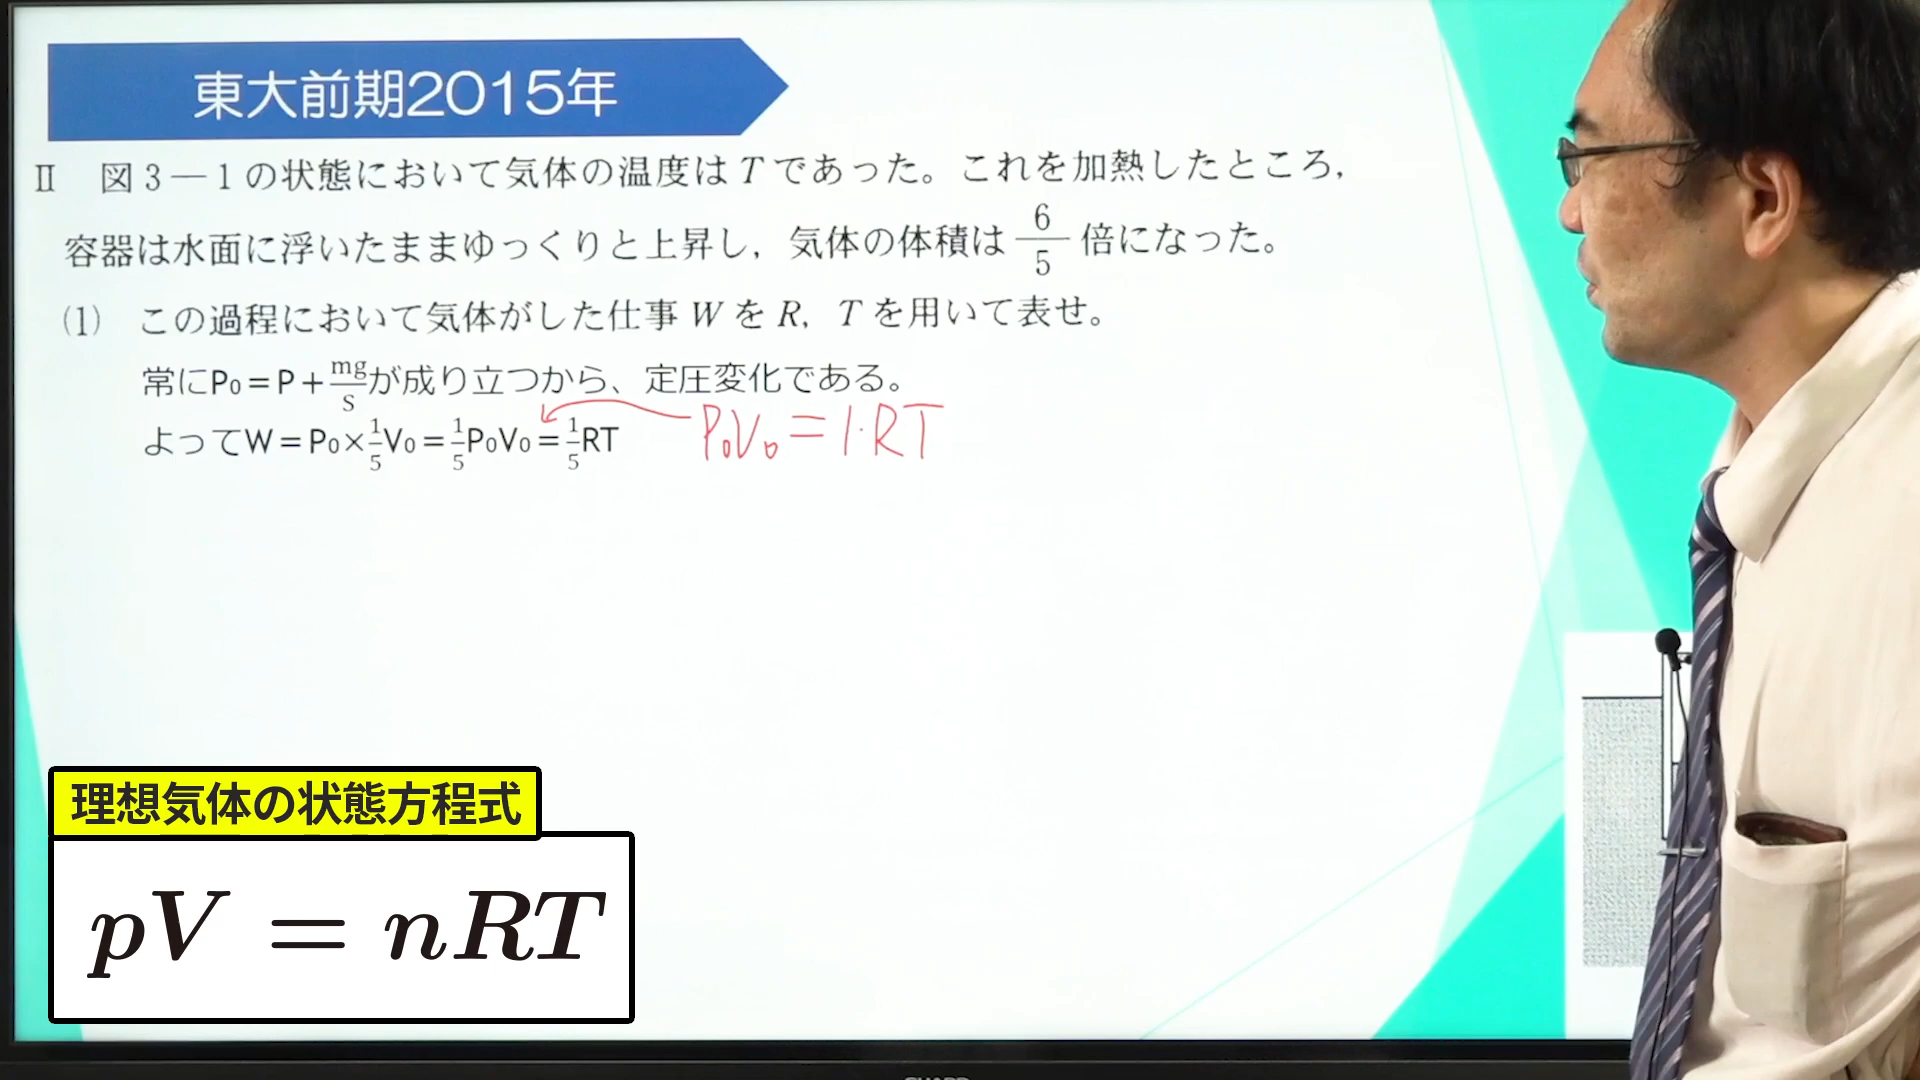 東大前期2015年
Ⅱ 図3―1の状態において気体の温度はTであった。これを加熱したところ,
容器は水面に浮いたままゆっくりと上昇し,気体の体積は6/5倍になった。
(1) この過程において気体がした仕事WをR, Tを用いて表せ。
常にP₀=P+mg/Sが成り立つから、定圧変化である。
よってW=P₀×1/5V₀=1/5P₀V₀=1/5RT
P₀V₀=1・RT
理想気体の状態方程式
pV = nRT